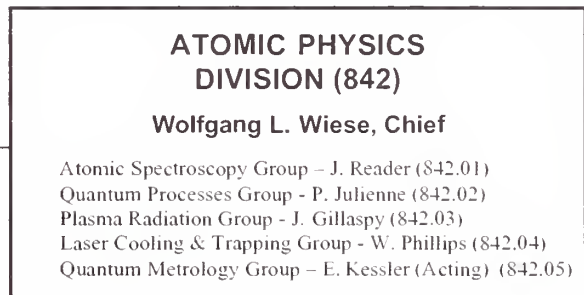 ATOMIC PHYSICS
DIVISION (842)
Wolfgang L. Wiese, Chief
Atomic Spectroscopy Group – J. Reader (842.01)
Quantum Processes Group - P. Julienne (842.02)
Plasma Radiation Group - J. Gillaspy (842.03)
Laser Cooling & Trapping Group - W. Phillips (842.04)
Quantum Metrology Group – E. Kessler (Acting) (842.05)